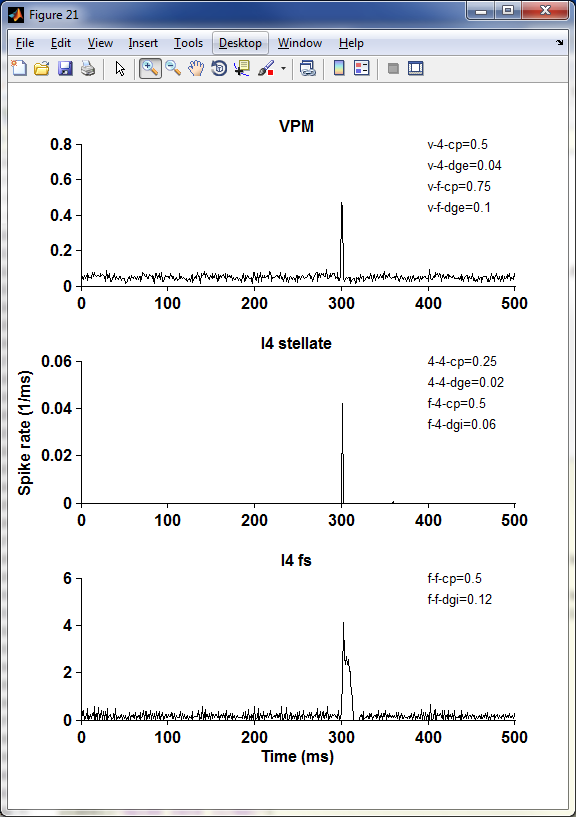 Figure 21
File Edit View Insert Tools Desktop Window Help
VPM
v-4-cp=0.5
v-4-dge=0.04
v-f-cp=0.75
v-f-dge=0.1
0.8
0.6
0.4
0.2
0
0 100 200 300 400 500
l4 stellate
4-4-cp=0.25
4-4-dge=0.02
f-4-cp=0.5
f-4-dgi=0.06
Spike rate (1/ms)
0.06
0.04
0.02
0
0 100 200 300 400 500
l4 fs
f-f-cp=0.5
f-f-dgi=0.12
6
4
2
0
0 100 200 300 400 500
Time (ms)